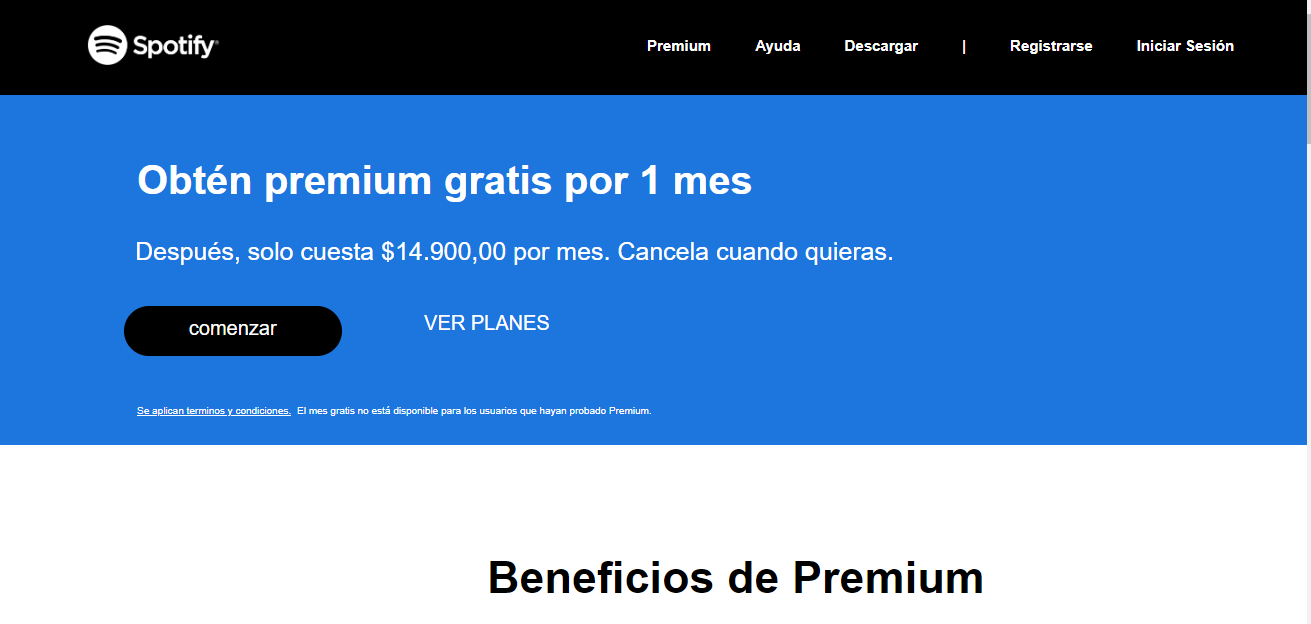 Spotify®
Premium Ayuda Descargar | Registrarse Iniciar Sesión
Obtén premium gratis por 1 mes
Después, solo cuesta $14.900,00 por mes. Cancela cuando quieras.
comenzar VER PLANES
Se aplican terminos y condiciones. El mes gratis no está disponible para los usuarios que hayan probado Premium.
Beneficios de Premium